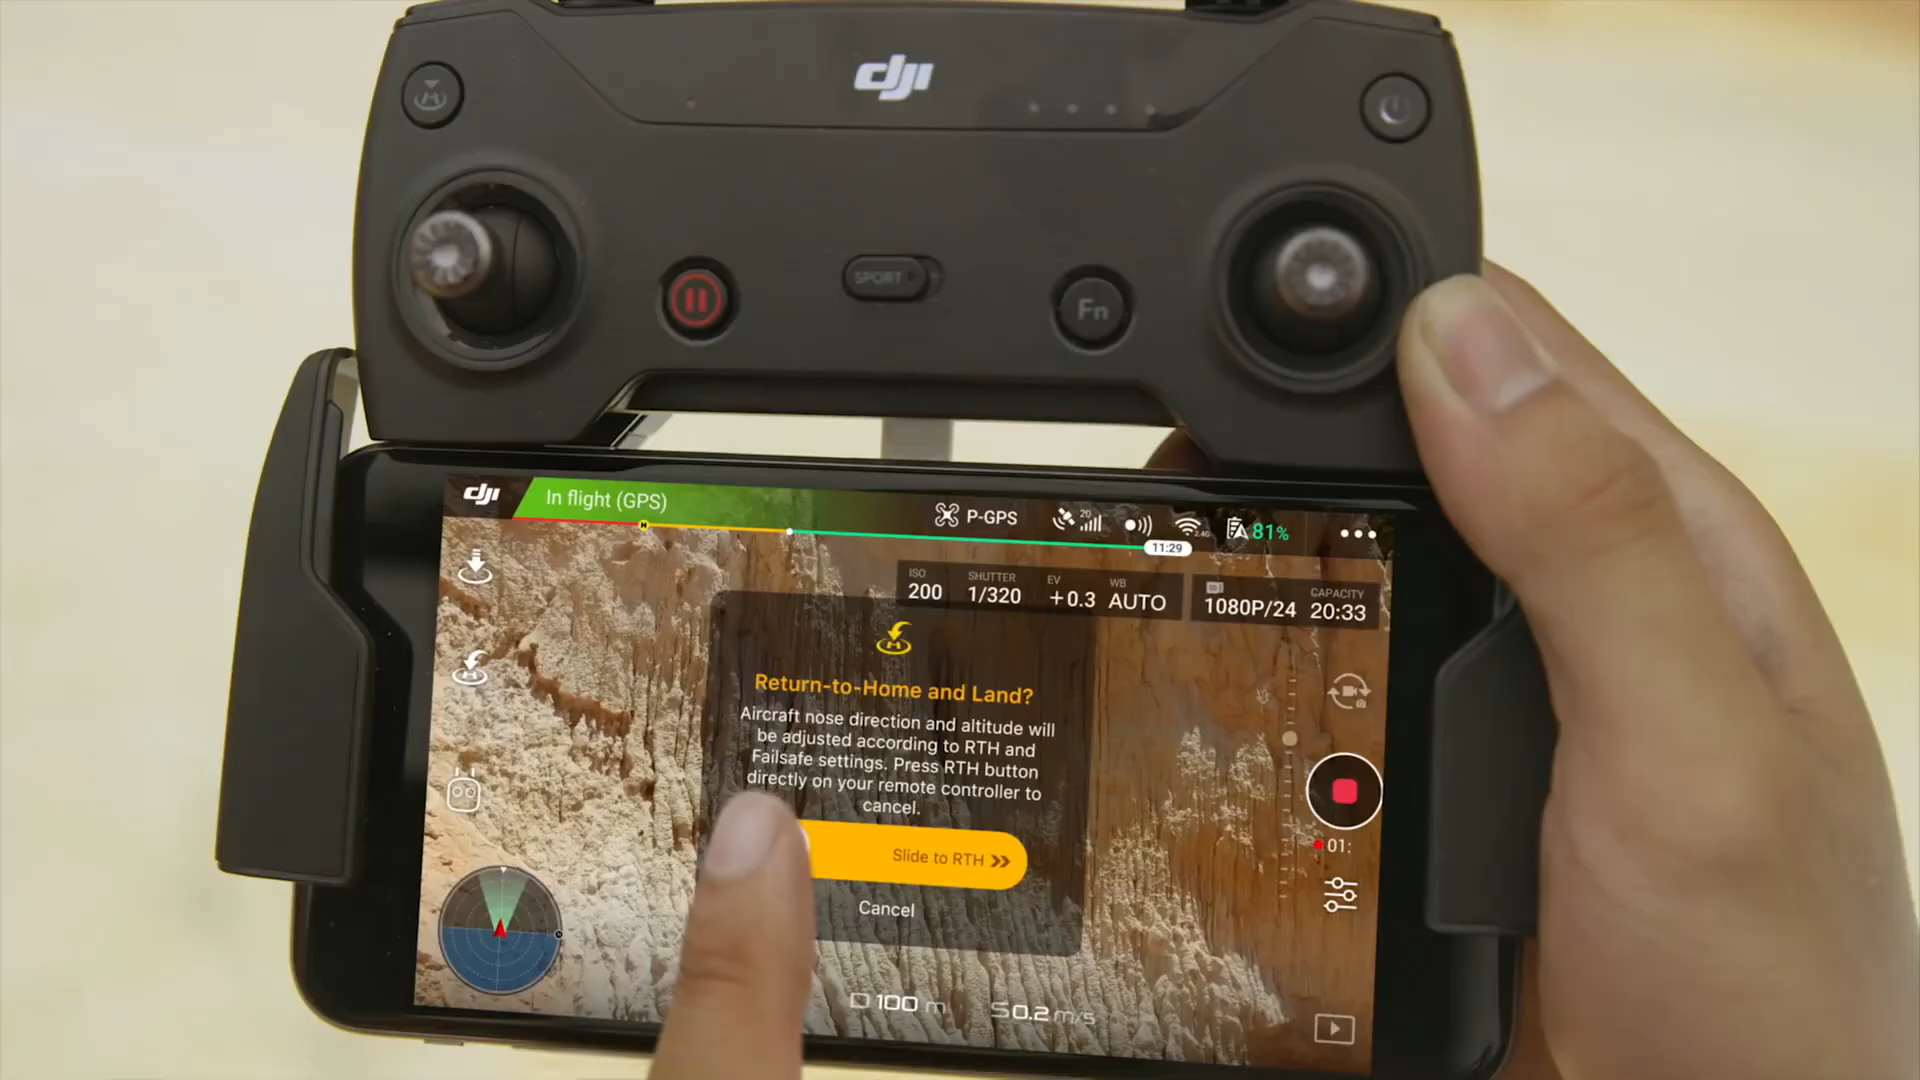 dji
SPORT
Fn
dji
In flight (GPS)
P-GPS
20
2.4G
81%
11:29
ISO
200
SHUTTER
1/320
EV
+0.3
WB
AUTO
1080P/24
CAPACITY
20:33
Return-to-Home and Land?
Aircraft nose direction and altitude will
be adjusted according to RTH and
Failsafe settings. Press RTH button
directly on your remote controller to
cancel.
Slide to RTH
Cancel
01:
D 100 m
S 0.2 m/s